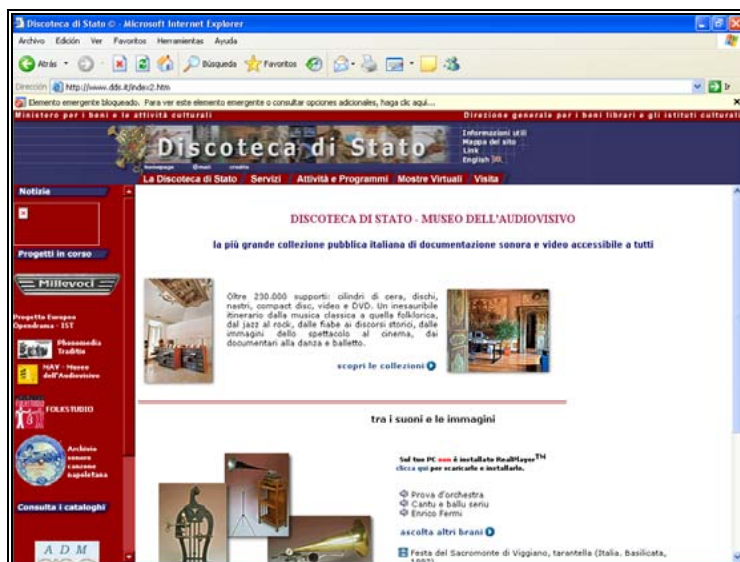 Discoteca di Stato © - Microsoft Internet Explorer
Archivo Edición Ver Favoritos Herramientas Ayuda
Atrás Búsqueda Favoritos
Dirección http://www.dds.it/index2.htm Ir
Elemento emergente bloqueado. Para ver este elemento emergente o consultar opciones adicionales, haga clic aquí...
Ministero per i beni e le attività culturali Direzione generale per i beni librari e gli istituti culturali
Discoteca di Stato
Informazioni utili
Mappa del sito
Link
English
homepage @mail credits
La Discoteca di Stato Servizi Attività e Programmi Mostre Virtuali Visita
Notizie
DISCOTECA DI STATO - MUSEO DELL'AUDIOVISIVO
la più grande collezione pubblica italiana di documentazione sonora e video accessibile a tutti
Progetti in corso
Millevoci
Progetto Europeo
Opendrama - IST
Phonomedia
Traditio
MAV - Museo
dell'Audiovisivo
FOLKSTUDIO
Archivio
sonoro
canzone
napoletana
Consulta i cataloghi
A D M
Oltre 230.000 supporti: cilindri di cera, dischi,
nastri, compact disc, video e DVD. Un inesauribile
itinerario dalla musica classica a quella folklorica,
dal jazz al rock, dalle fiabe ai discorsi storici, dalle
immagini dello spettacolo al cinema, dai
documentari alla danza e balletto.
scopri le collezioni
tra i suoni e le immagini
Sul tuo PC non è installato RealPlayer™
clicca qui per scaricarlo e installarlo.
Prova d'orchestra
Cantu e ballu seriu
Enrico Fermi
ascolta altri brani
Festa del Sacromonte di Viggiano, tarantella (Italia. Basilicata,